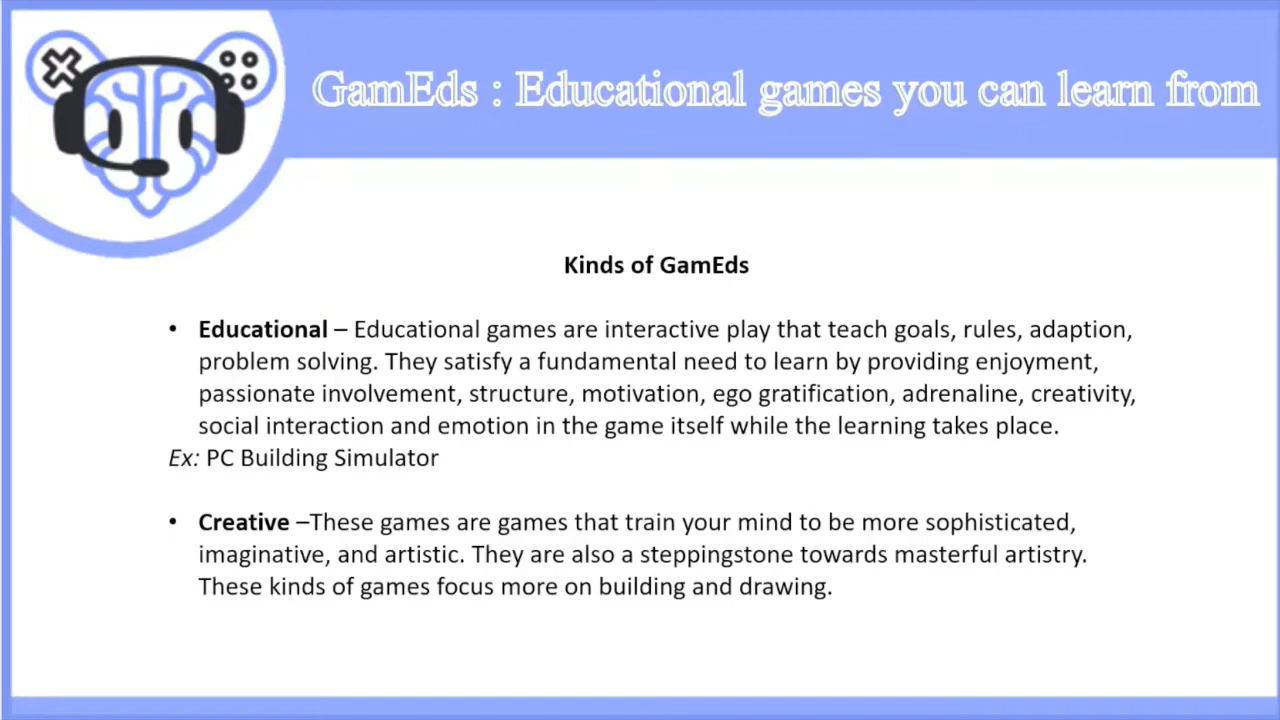 GamEds : Educational games you can learn from
Kinds of GamEds
• Educational – Educational games are interactive play that teach goals, rules, adaption,
problem solving. They satisfy a fundamental need to learn by providing enjoyment,
passionate involvement, structure, motivation, ego gratification, adrenaline, creativity,
social interaction and emotion in the game itself while the learning takes place.
Ex: PC Building Simulator
• Creative –These games are games that train your mind to be more sophisticated,
imaginative, and artistic. They are also a steppingstone towards masterful artistry.
These kinds of games focus more on building and drawing.